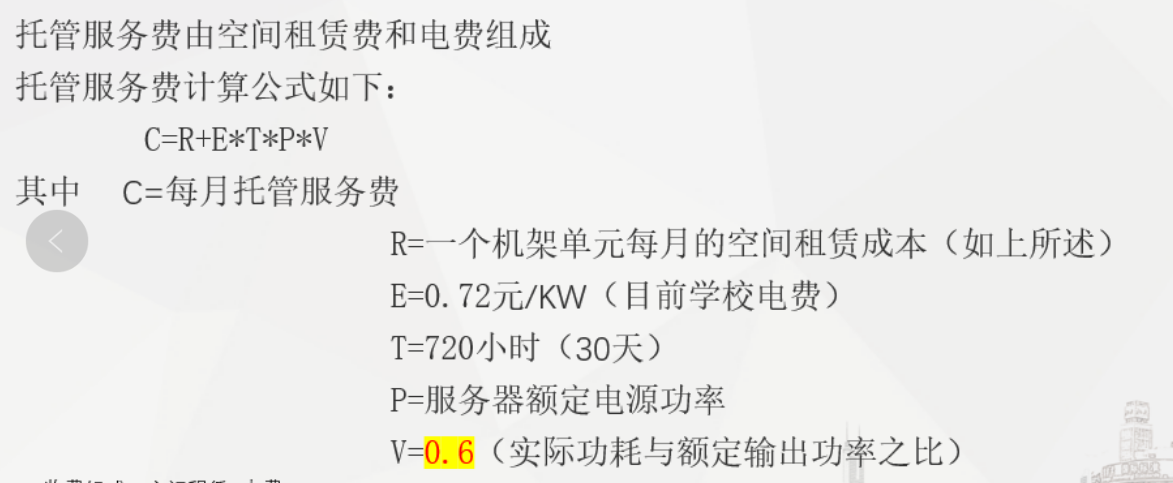 托管服务费由空间租赁费和电费组成
托管服务费计算公式如下：
C=R+E*T*P*V
其中 C=每月托管服务费
R=一个机架单元每月的空间租赁成本（如上所述）
E=0.72元/KW（目前学校电费）
T=720小时（30天）
P=服务器额定电源功率
V=0.6（实际功耗与额定输出功率之比）